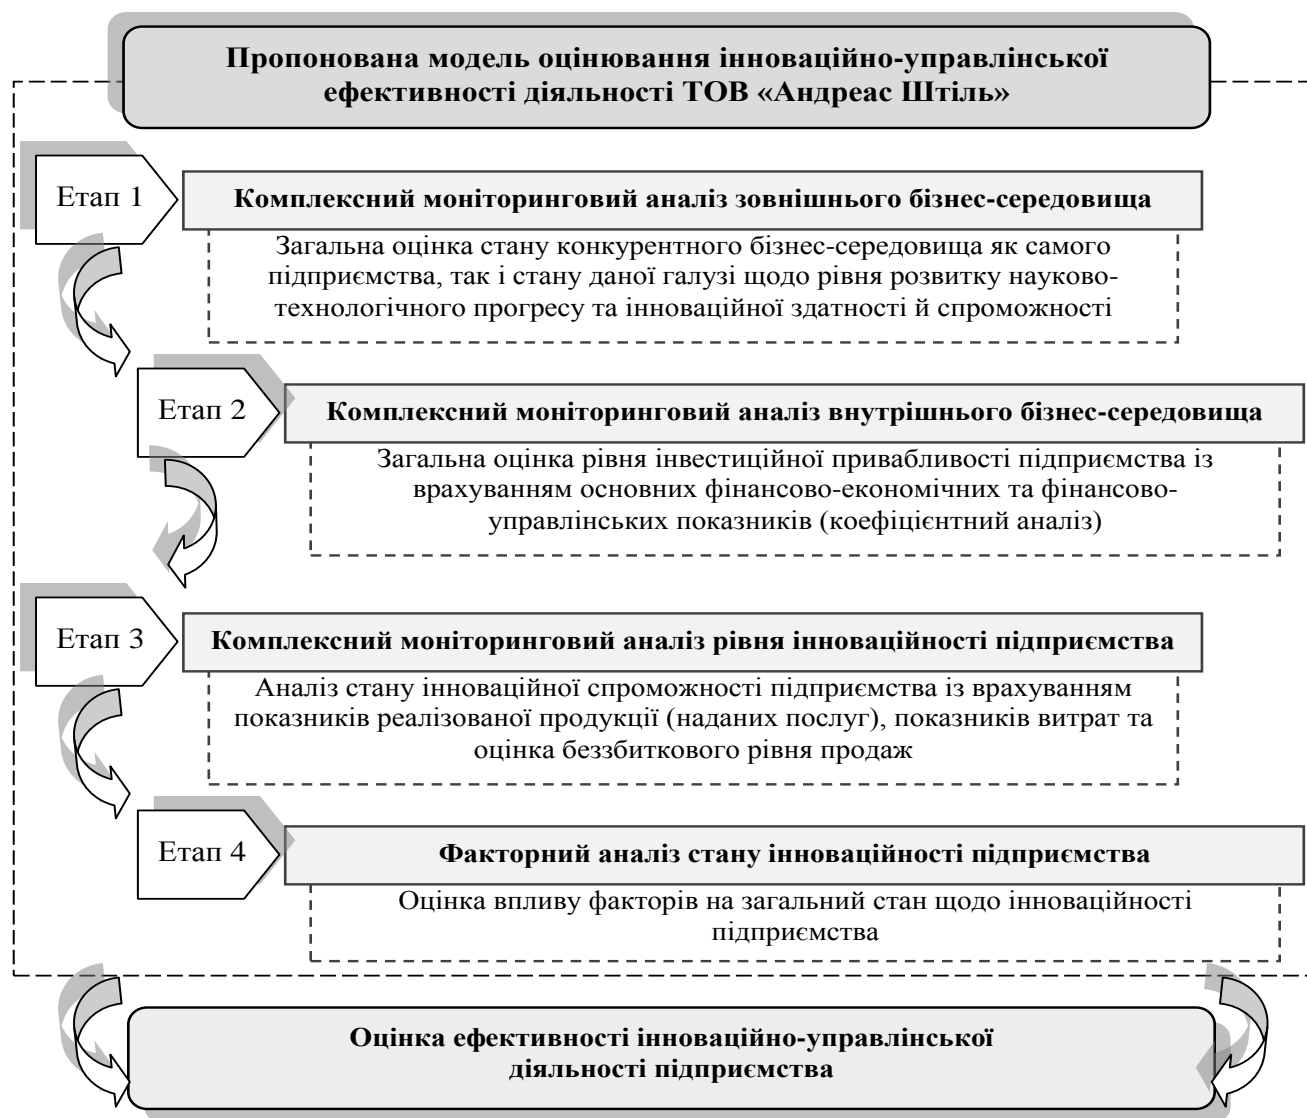 Пропонована модель оцінювання інноваційно-управлінської
ефективності діяльності ТОВ «Андреас Штіль»
Етап 1
Комплексний моніторинговий аналіз зовнішнього бізнес-середовища
Загальна оцінка стану конкурентного бізнес-середовища як самого
підприємства, так і стану даної галузі щодо рівня розвитку науково-
технологічного прогресу та інноваційної здатності й спроможності
Етап 2
Комплексний моніторинговий аналіз внутрішнього бізнес-середовища
Загальна оцінка рівня інвестиційної привабливості підприємства із
врахуванням основних фінансово-економічних та фінансово-
управлінських показників (коефіцієнтний аналіз)
Етап 3
Комплексний моніторинговий аналіз рівня інноваційності підприємства
Аналіз стану інноваційної спроможності підприємства із врахуванням
показників реалізованої продукції (наданих послуг), показників витрат та
оцінка беззбиткового рівня продаж
Етап 4
Факторний аналіз стану інноваційності підприємства
Оцінка впливу факторів на загальний стан щодо інноваційності
підприємства
Оцінка ефективності інноваційно-управлінської
діяльності підприємства